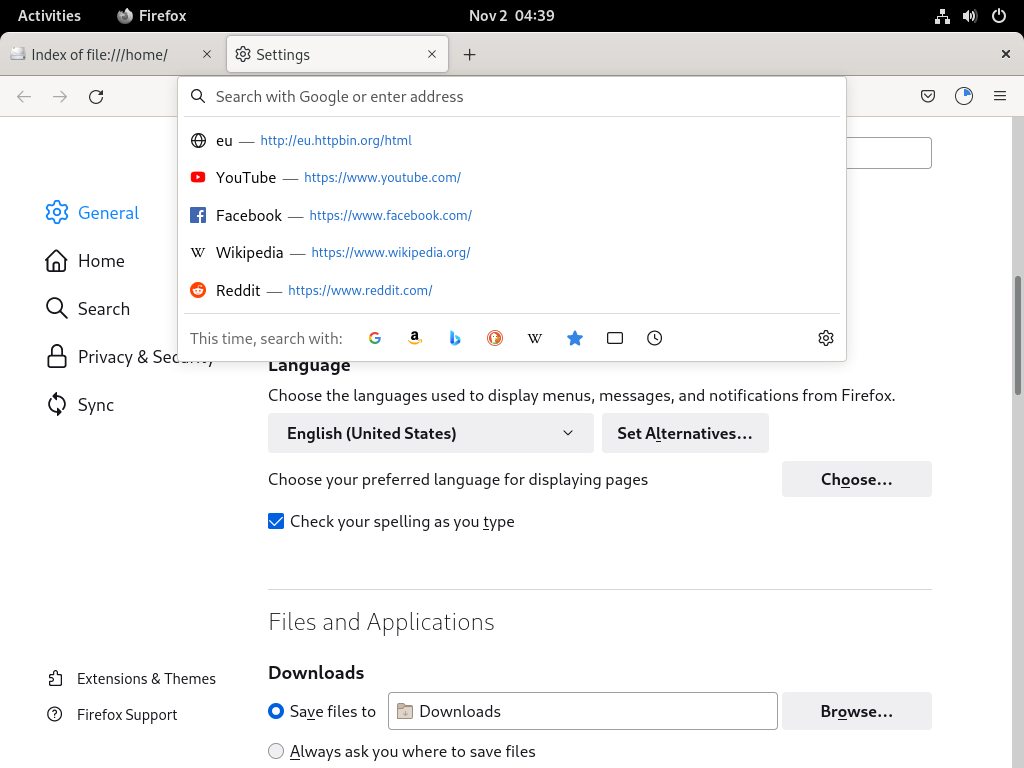 Activities Firefox Nov 2 04:39
Index of file:///home/ Settings
Search with Google or enter address
eu — http://eu.httpbin.org/html
YouTube — https://www.youtube.com/
Facebook — https://www.facebook.com/
Wikipedia — https://www.wikipedia.org/
Reddit — https://www.reddit.com/
This time, search with:
General
Home
Search
Privacy & Security
Sync
Extensions & Themes
Firefox Support
Language
Choose the languages used to display menus, messages, and notifications from Firefox.
English (United States) Set Alternatives...
Choose your preferred language for displaying pages Choose...
Check your spelling as you type
Files and Applications
Downloads
Save files to Downloads Browse...
Always ask you where to save files